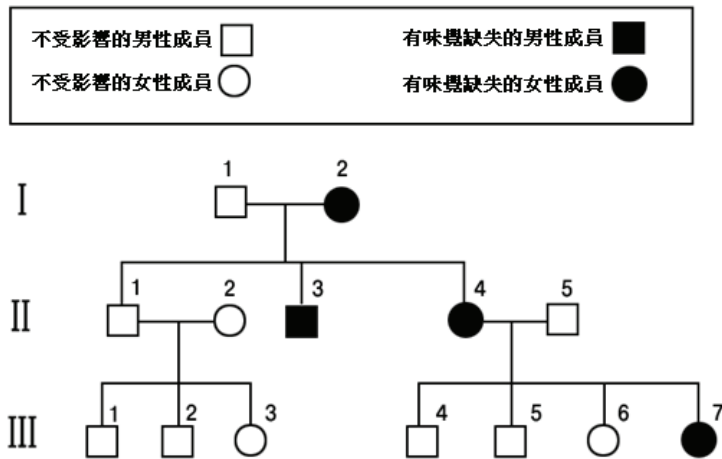 不受影響的男性成員 有味覺缺失的男性成員
不受影響的女性成員 有味覺缺失的女性成員
1 2
I
1 2 3 4 5
II
1 2 3 4 5 6 7
III